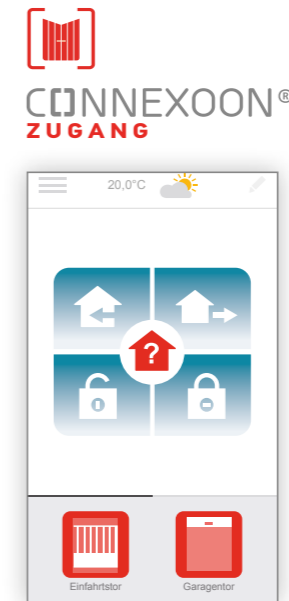 CONNEXOON®
ZUGANG
20,0°C
?
Einfahrtstor
Garagentor